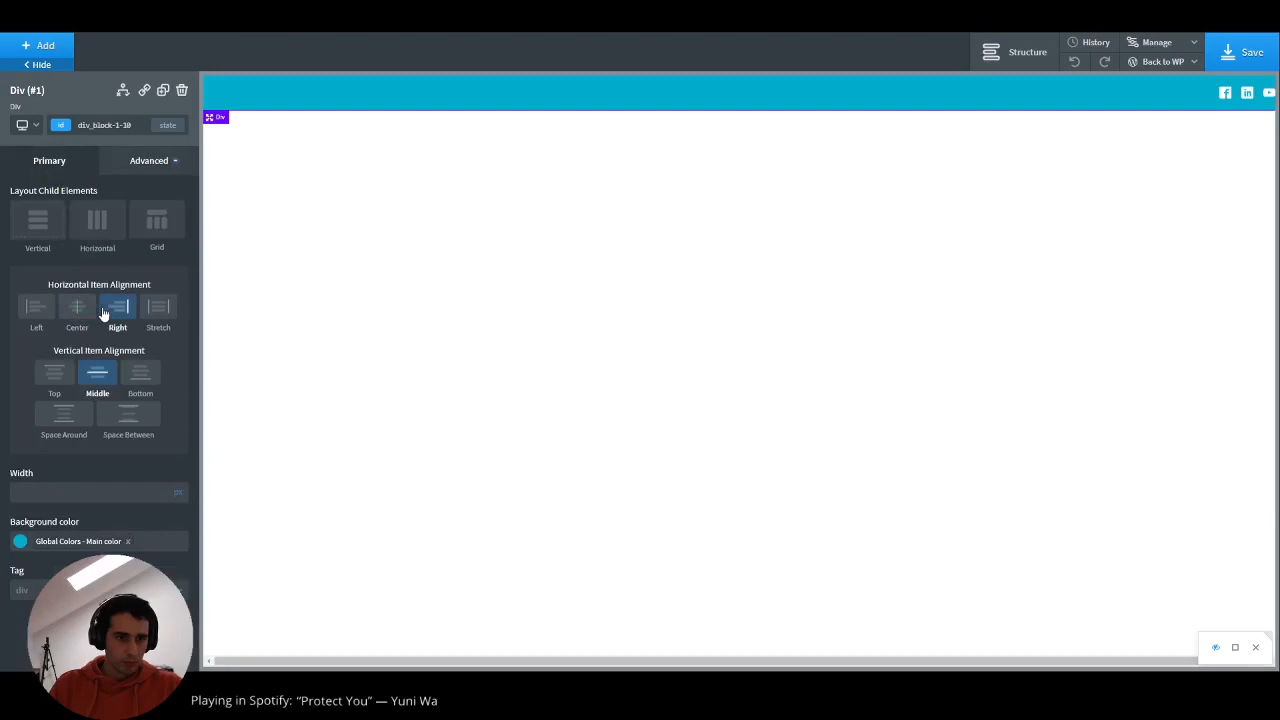 Add
Hide
Structure
History
Manage
Back to WP
Save
Div (#1)
Div
id
div_block-1-10
state
Primary
Advanced
Div
Layout Child Elements
Vertical
Horizontal
Grid
Horizontal Item Alignment
Left
Center
Right
Stretch
Vertical Item Alignment
Top
Middle
Bottom
Space Around
Space Between
Width
px
Background color
Global Colors - Main color x
Tag
div
Playing in Spotify: “Protect You” — Yuni Wa